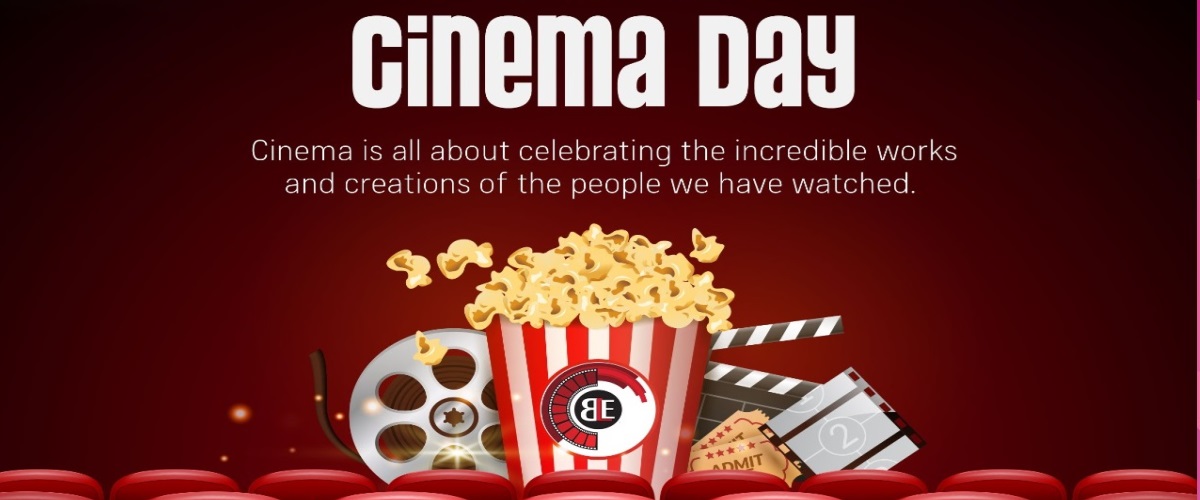 Cinema Day
Cinema is all about celebrating the incredible works
and creations of the people we have watched.
2
ADMIT